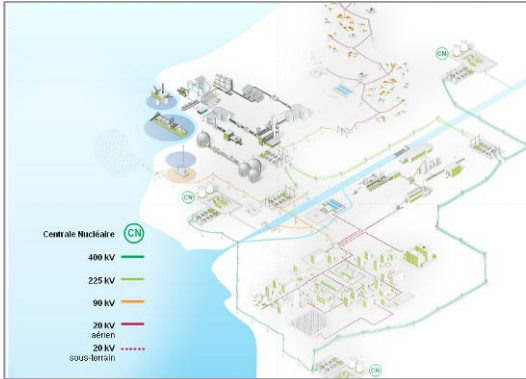 CN
CN
Centrale Nucléaire CN
400 kV
225 kV
90 kV
20 kV
aérien
20 kV
sous-terrain
CN